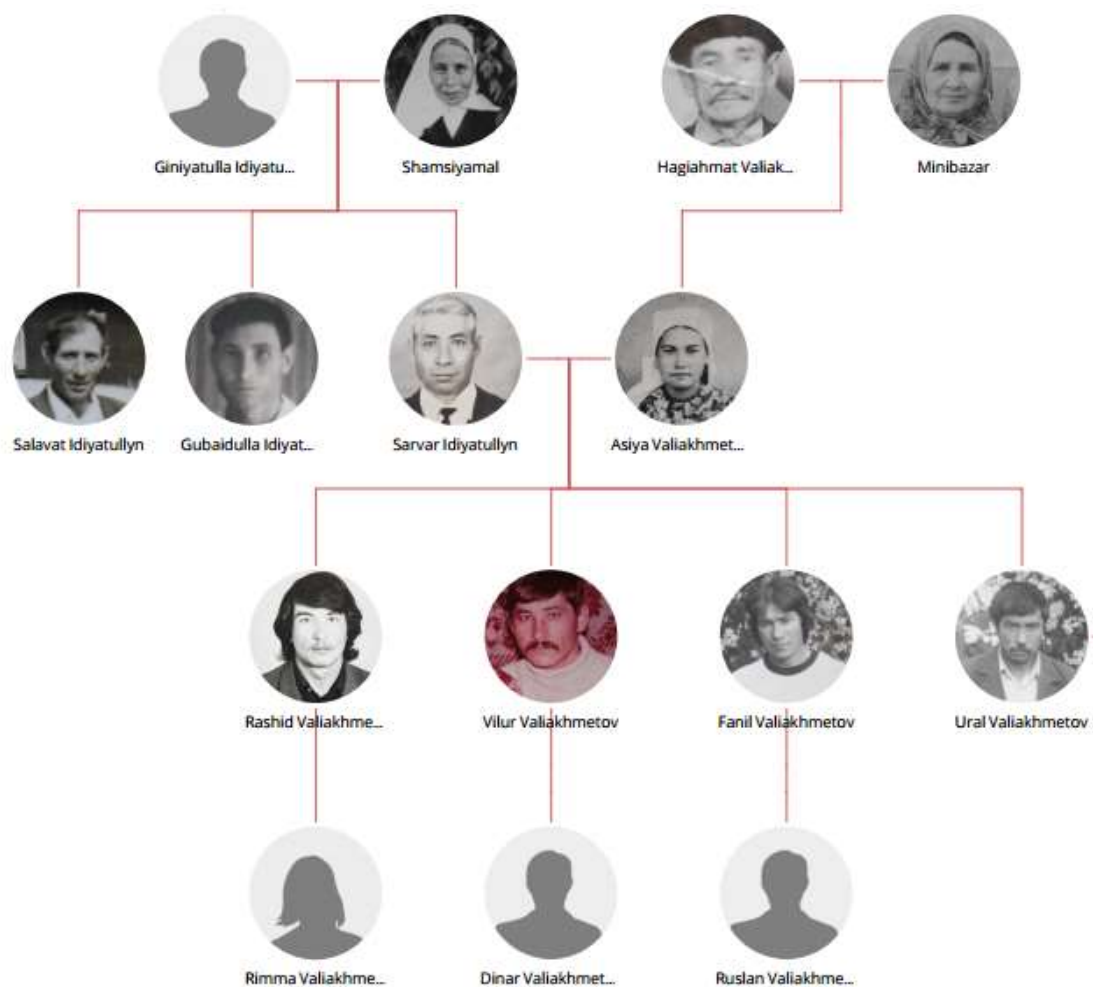 Giniyatulla Idiyatu...
Shamsiyamal
Hagiahmat Valiak...
Minibazar
Salavat Idiyatullyn
Gubaidulla Idiyat...
Sarvar Idiyatullyn
Asiya Valiakhmet...
Rashid Valiakhme...
Vilur Valiakhmetov
Fanil Valiakhmetov
Ural Valiakhmetov
Rimma Valiakhme...
Dinar Valiakhmet...
Ruslan Valiakhme...